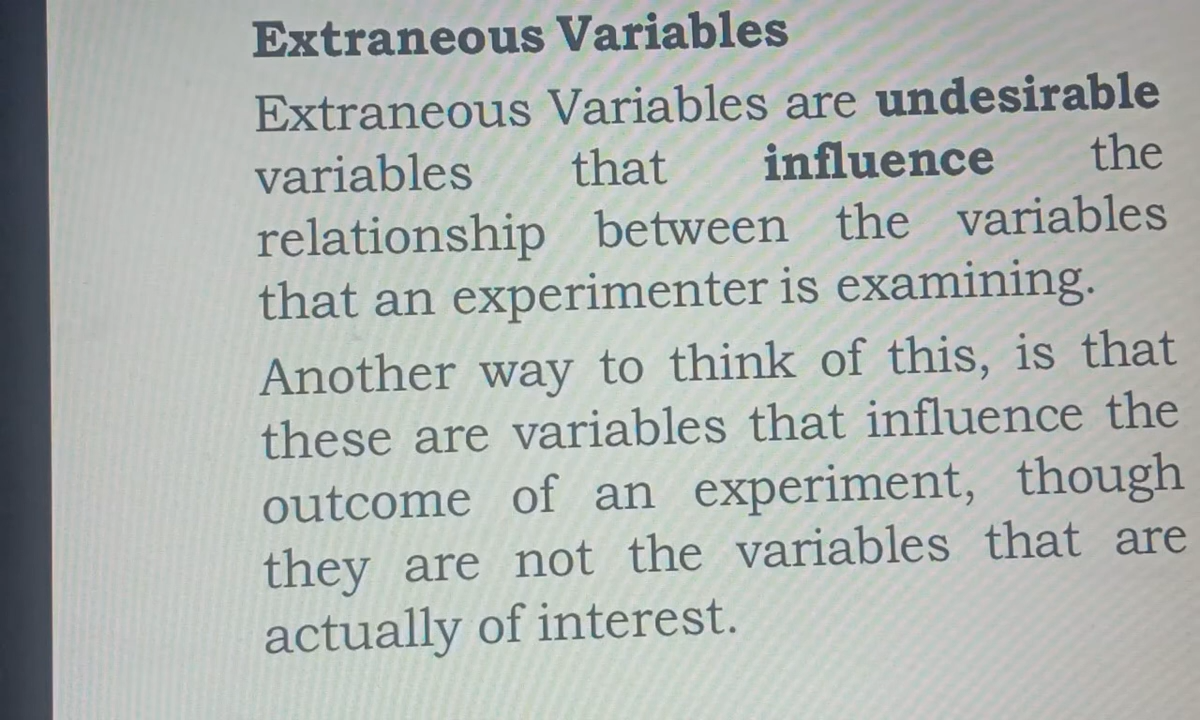 Extraneous Variables
Extraneous Variables are undesirable
variables that influence the
relationship between the variables
that an experimenter is examining.
Another way to think of this, is that
these are variables that influence the
outcome of an experiment, though
they are not the variables that are
actually of interest.